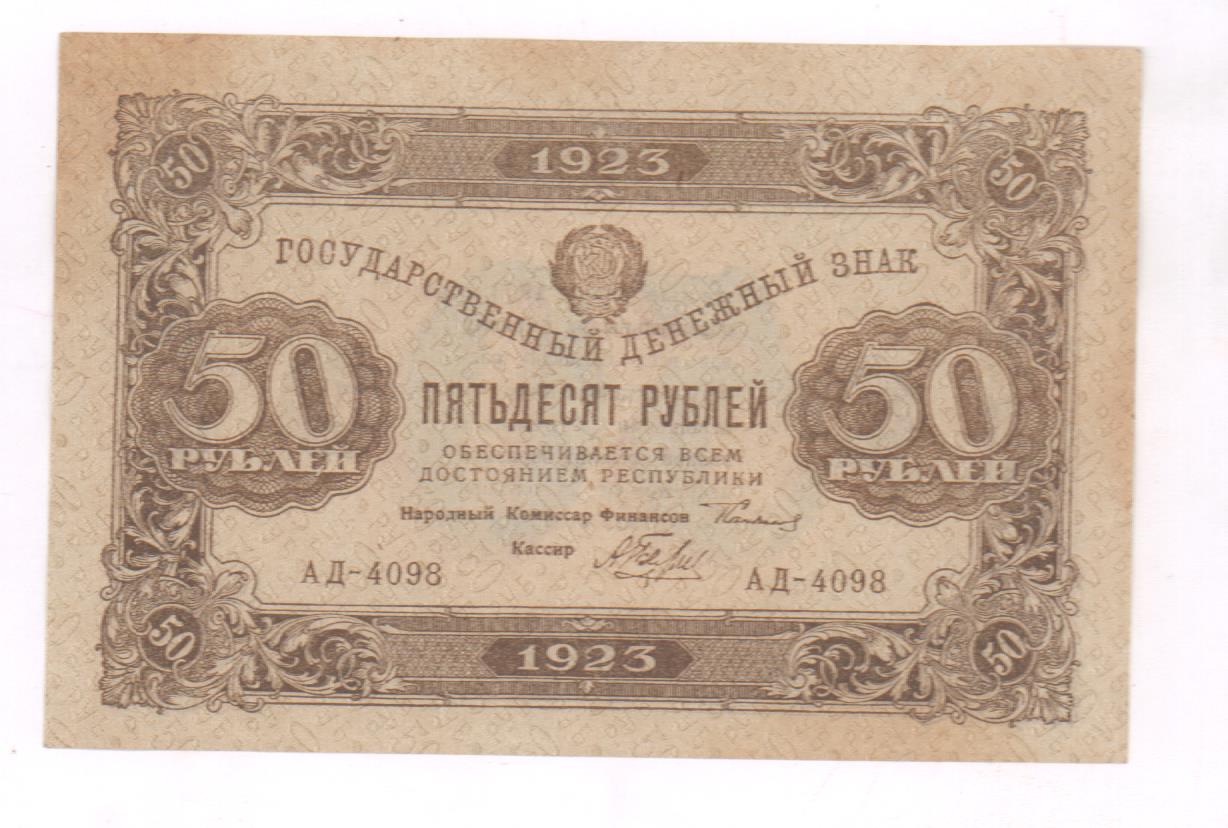 50 1923 50
ГОСУДАРСТВЕННЫЙ ДЕНЕЖНЫЙ ЗНАК
50 РУБЛЕЙ
ПЯТЬДЕСЯТ РУБЛЕЙ
50 РУБЛЕЙ
ОБЕСПЕЧИВАЕТСЯ ВСЕМ
ДОСТОЯНИЕМ РЕСПУБЛИКИ
Народный Комиссар Финансов
Кассир
АД-4098 АД-4098
50 1923 50